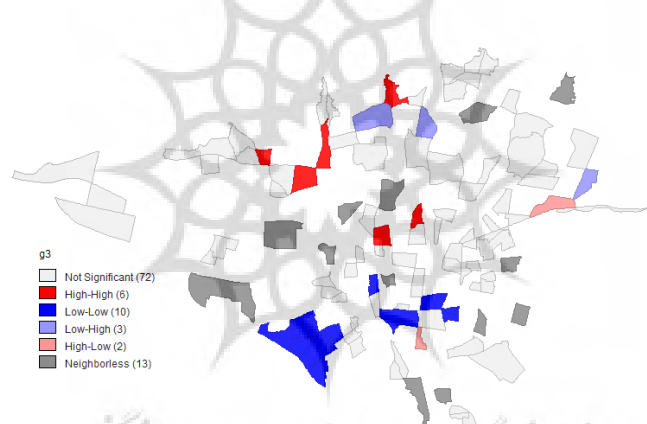 g3
Not Significant (72)
High-High (6)
Low-Low (10)
Low-High (3)
High-Low (2)
Neighborless (13)